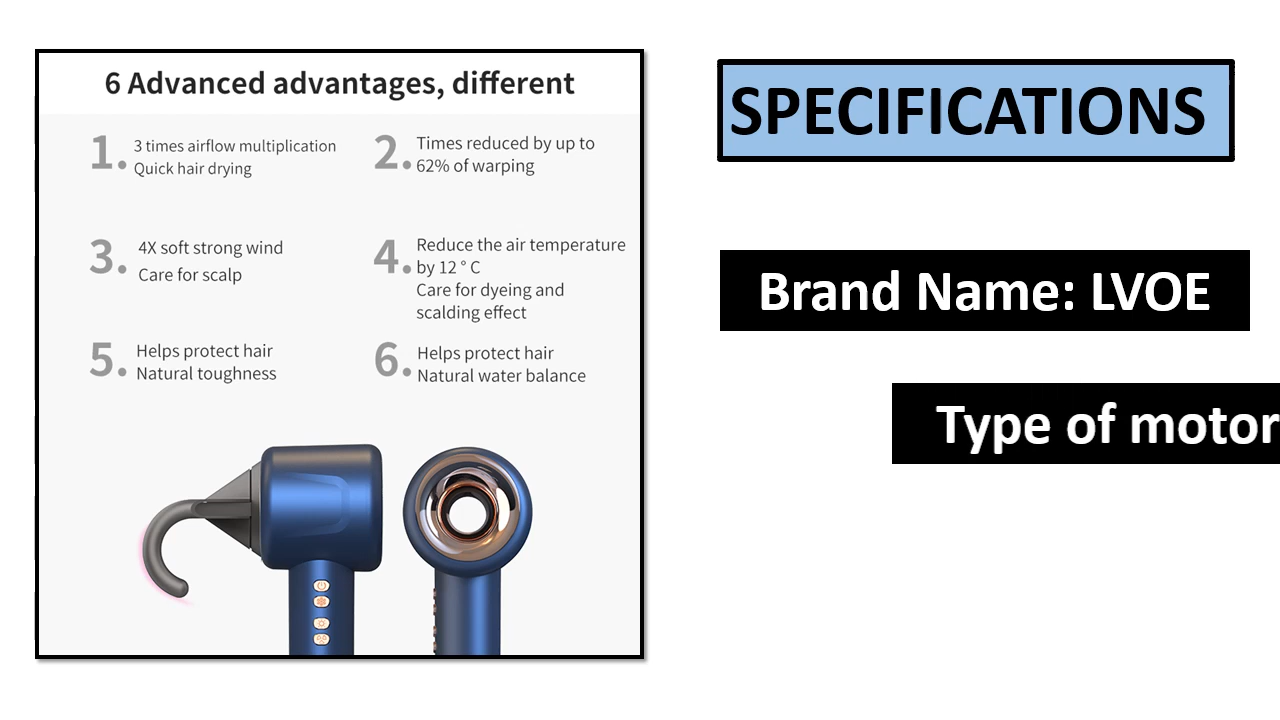 6 Advanced advantages, different
1. 3 times airflow multiplication
Quick hair drying
2. Times reduced by up to
62% of warping
3. 4X soft strong wind
Care for scalp
4. Reduce the air temperature
by 12 ° C
Care for dyeing and
scalding effect
5. Helps protect hair
Natural toughness
6. Helps protect hair
Natural water balance
SPECIFICATIONS
Brand Name: LVOE
Type of motor